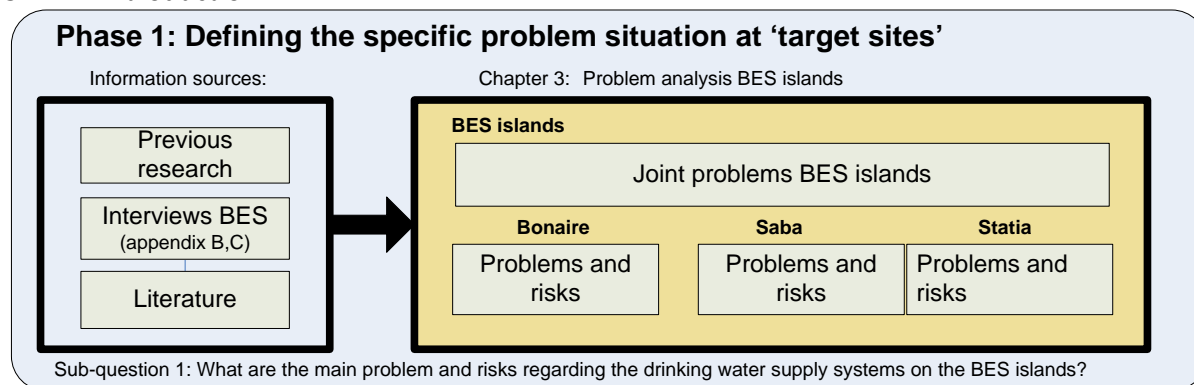 Phase 1: Defining the specific problem situation at ‘target sites’
Information sources:
Previous
research
Interviews BES
(appendix B,C)
Literature
Chapter 3: Problem analysis BES islands
BES islands
Joint problems BES islands
Bonaire
Saba
Statia
Problems and
risks
Problems and
risks
Problems and
risks
Sub-question 1: What are the main problem and risks regarding the drinking water supply systems on the BES islands?